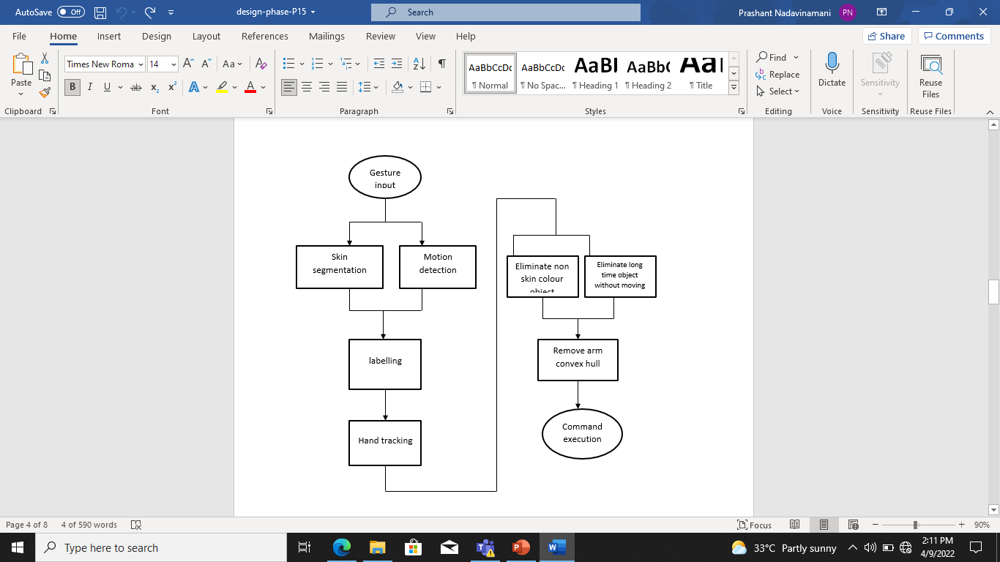 AutoSave Off
design-phase-P15
Search
Prashant Nadavinamani PN
File Home Insert Design Layout References Mailings Review View Help
Share Comments
Paste
Times New Roma 14
Aa
B I U ab x₂ x² A A
AaBbCcDc AaBbCcDc AaBl AaBb( AaI
¶ Normal ¶ No Spac... ¶ Heading 1 ¶ Heading 2 ¶ Title
Find
Replace
Select
Dictate
Sensitivity
Reuse
Files
Clipboard Font Paragraph Styles Editing Voice Sensitivity Reuse Files
Gesture
input
Skin
segmentation
Motion
detection
labelling
Hand tracking
Eliminate non
skin colour
object
Eliminate long
time object
without moving
Remove arm
convex hull
Command
execution
Page 4 of 8 4 of 590 words
Focus
90%
Type here to search
33°C Partly sunny
2:11 PM
4/9/2022